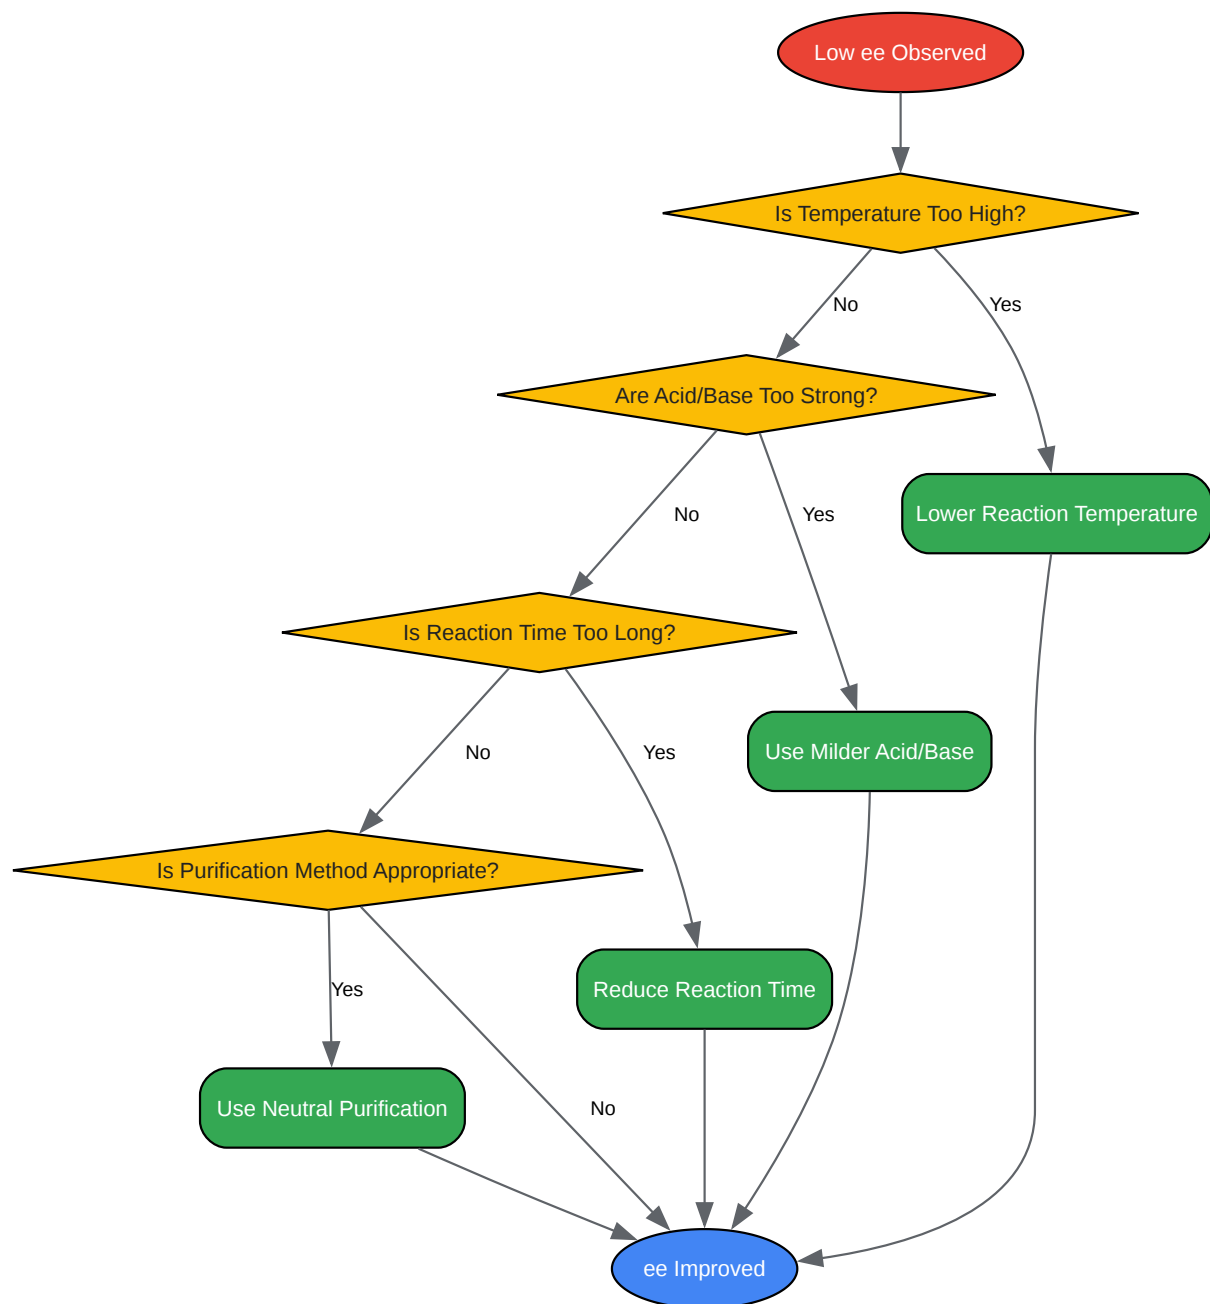 Low ee Observed
Is Temperature Too High?
No
Yes
Are Acid/Base Too Strong?
No
Yes
Lower Reaction Temperature
Is Reaction Time Too Long?
No
Yes
Use Milder Acid/Base
Is Purification Method Appropriate?
Yes
Reduce Reaction Time
Use Neutral Purification
No
ee Improved